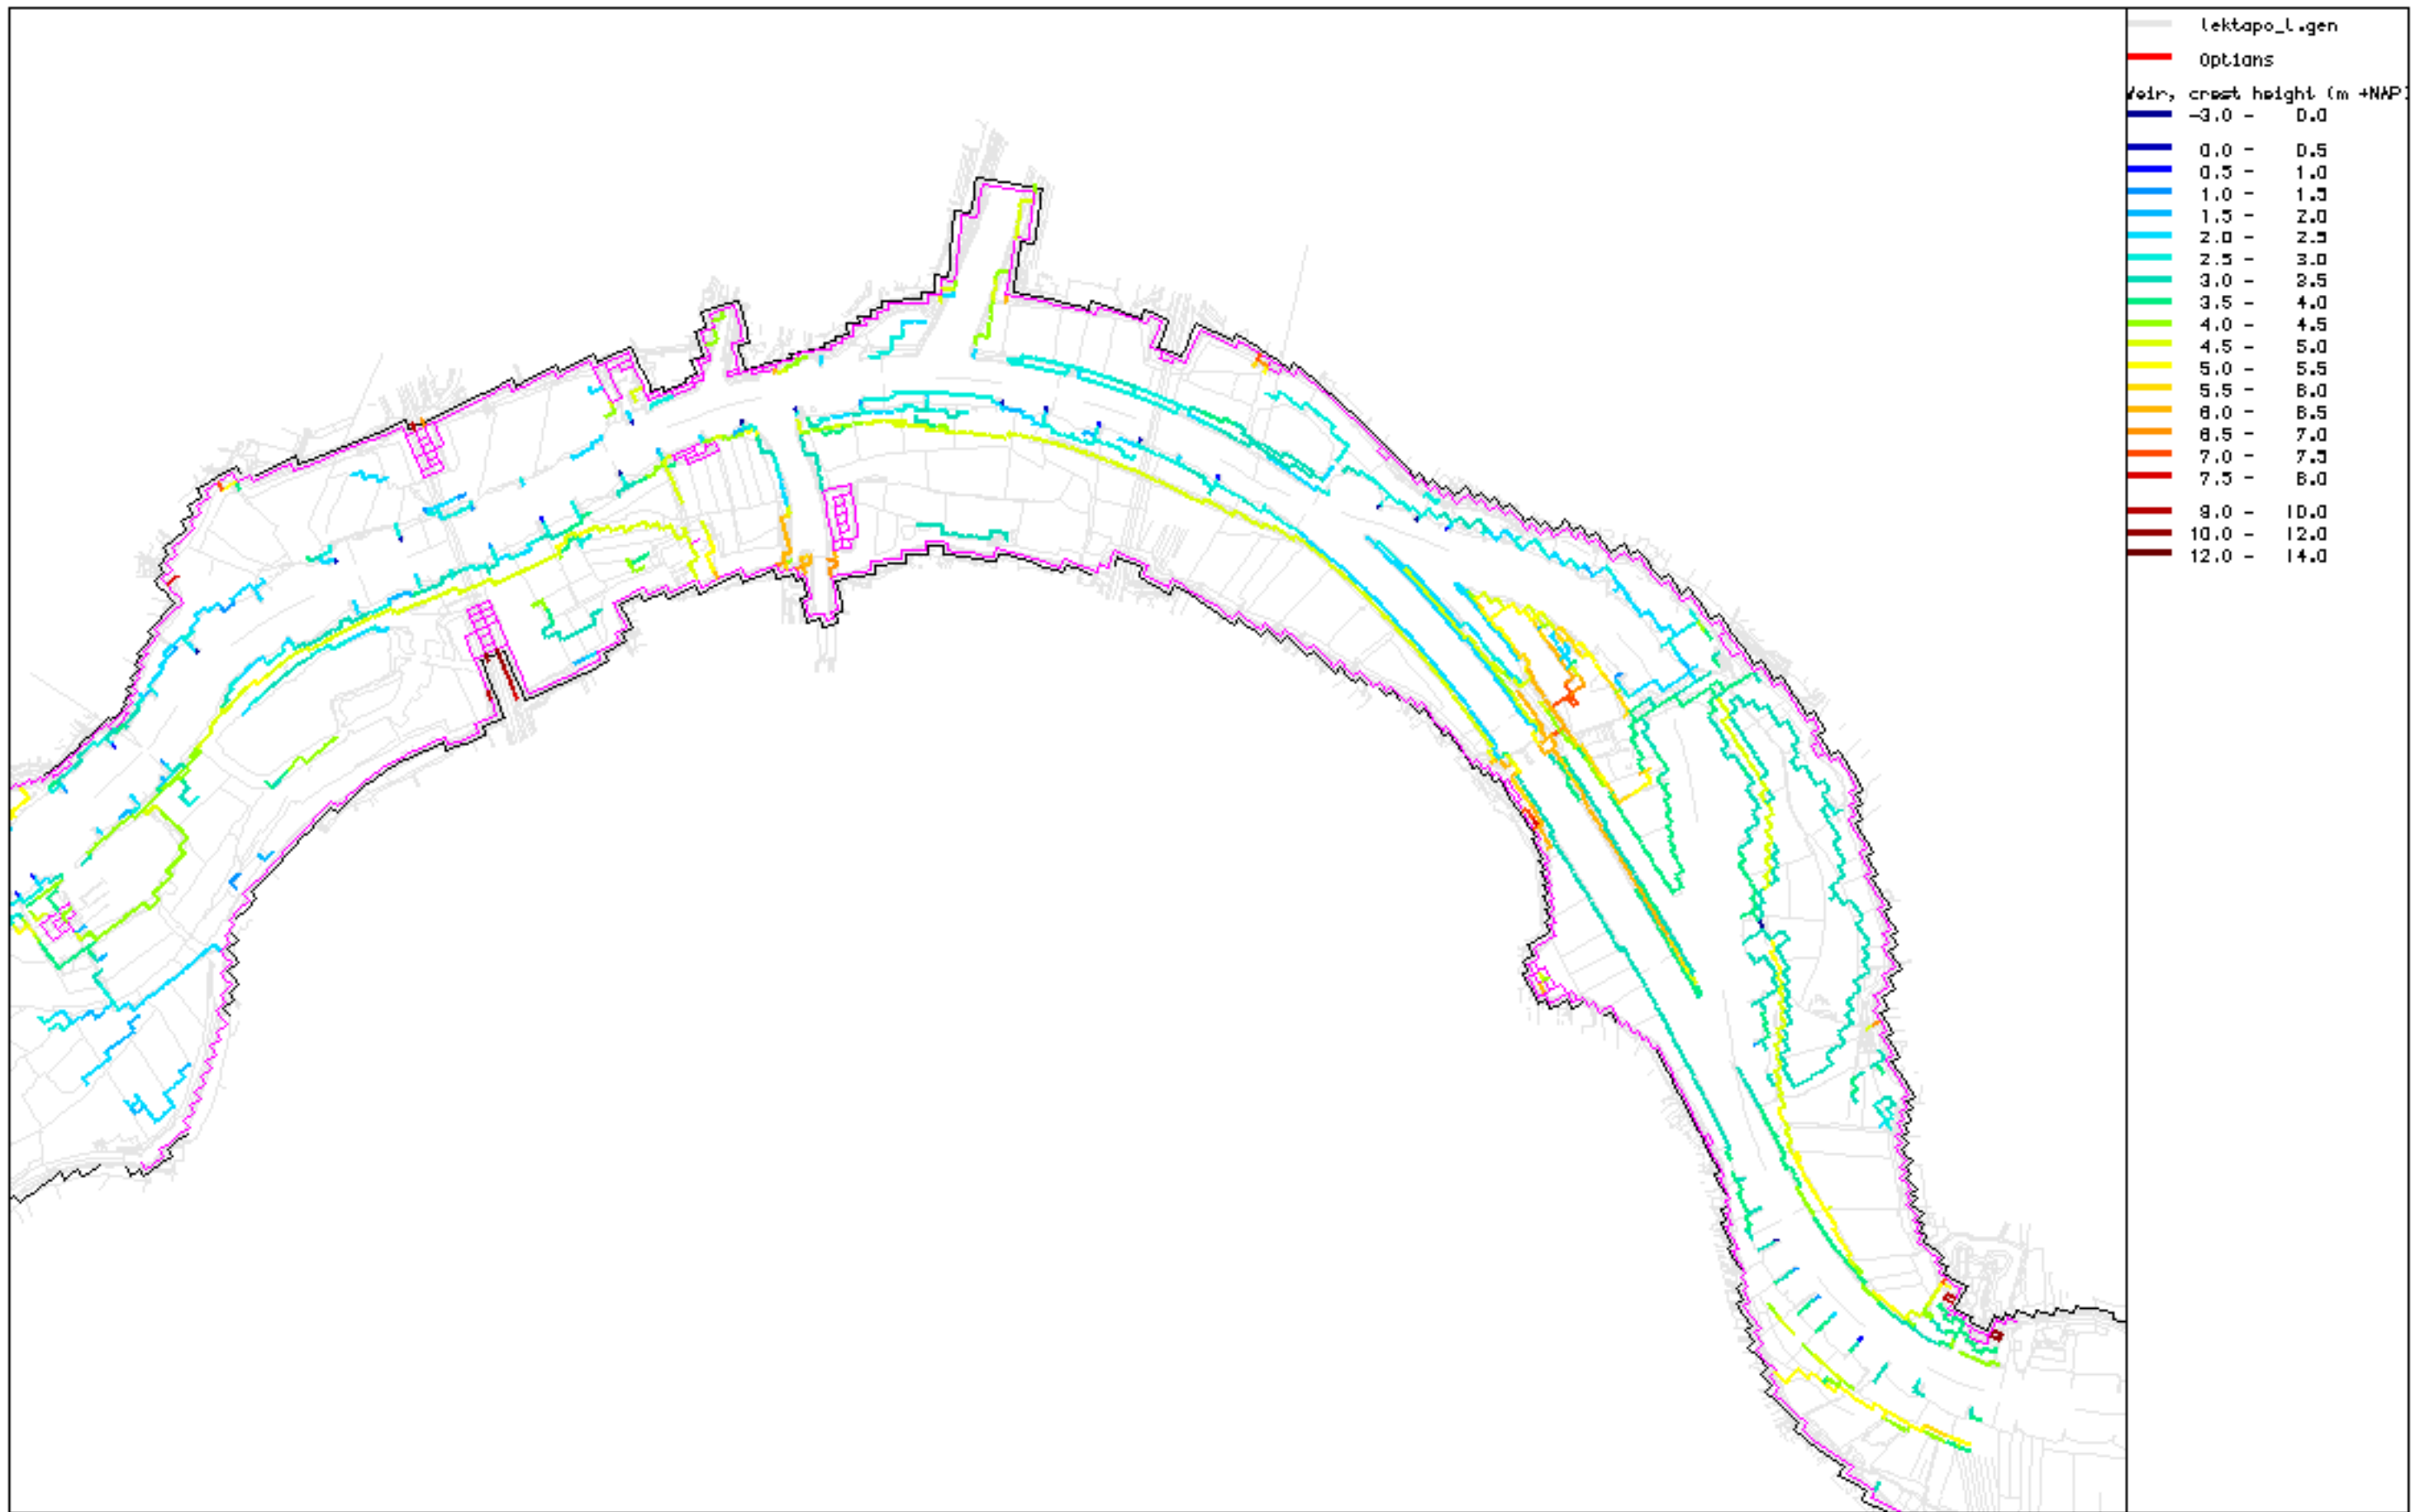 lektopo_l.gen
Options
Weir, crest height (m +NAP)
-3.0 - 0.0
0.0 - 0.5
0.5 - 1.0
1.0 - 1.5
1.5 - 2.0
2.0 - 2.5
2.5 - 3.0
3.0 - 3.5
3.5 - 4.0
4.0 - 4.5
4.5 - 5.0
5.0 - 5.5
5.5 - 6.0
6.0 - 6.5
6.5 - 7.0
7.0 - 7.5
7.5 - 8.0
9.0 - 10.0
10.0 - 12.0
12.0 - 14.0